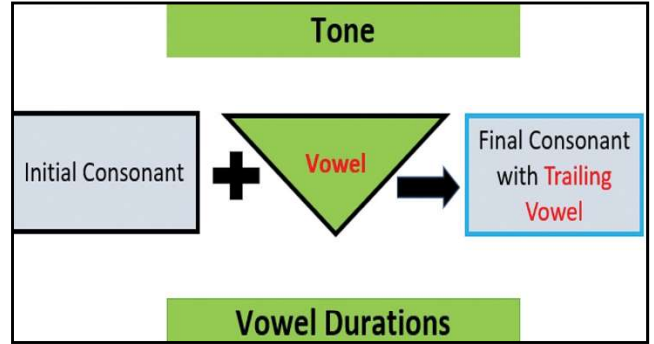 Tone
Initial Consonant
Vowel
Final Consonant
with Trailing
Vowel
Vowel Durations